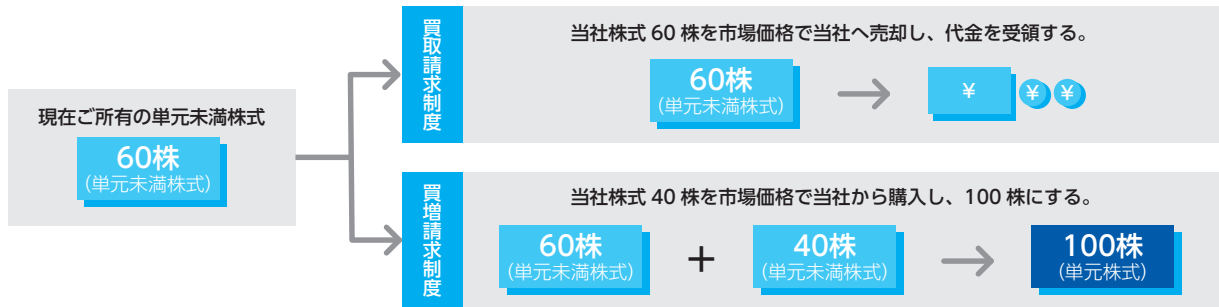 現在ご所有の単元未満株式
60株
(単元未満株式)
買取請求制度
当社株式 60 株を市場価格で当社へ売却し、代金を受領する。
60株
(単元未満株式)
¥
¥
¥
買増請求制度
当社株式 40 株を市場価格で当社から購入し、100 株にする。
60株
(単元未満株式)
+
40株
(単元未満株式)
100株
(単元株式)